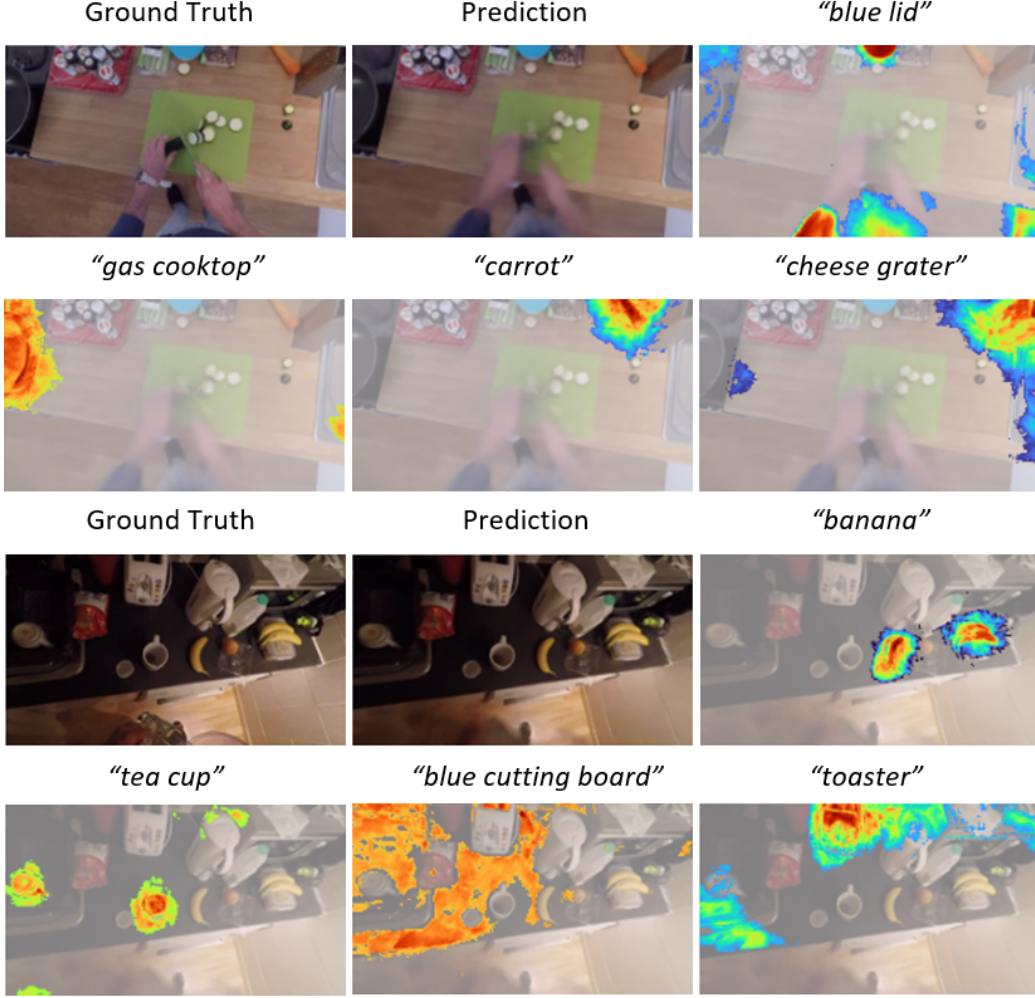 Ground Truth Prediction “blue lid”
“gas cooktop” “carrot” “cheese grater”
Ground Truth Prediction “banana”
“tea cup” “blue cutting board” “toaster”